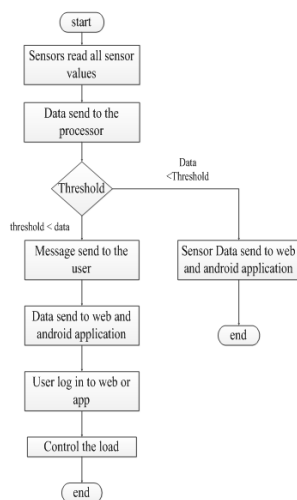 start
Sensors read all sensor
values
Data send to the
processor
Threshold
Data
<Threshold
threshold < data
Message send to the
user
Sensor Data send to web
and android application
Data send to web and
android application
end
User log in to web or
app
Control the load
end